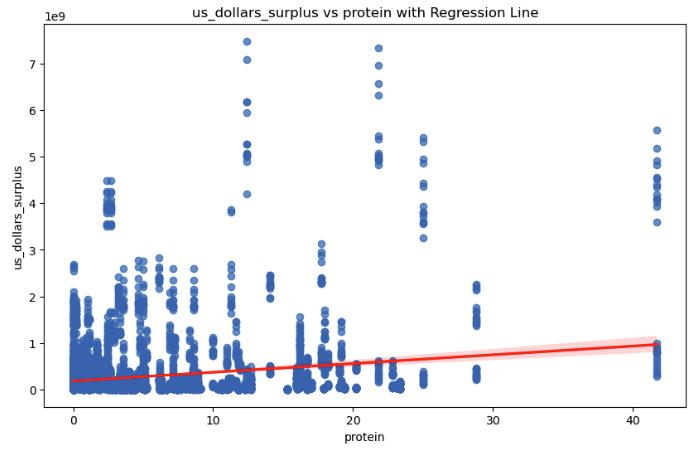 us_dollars_surplus vs protein with Regression Line
1e9
7
6
5
4
3
2
1
0
us_dollars_surplus
0 10 20 30 40
protein